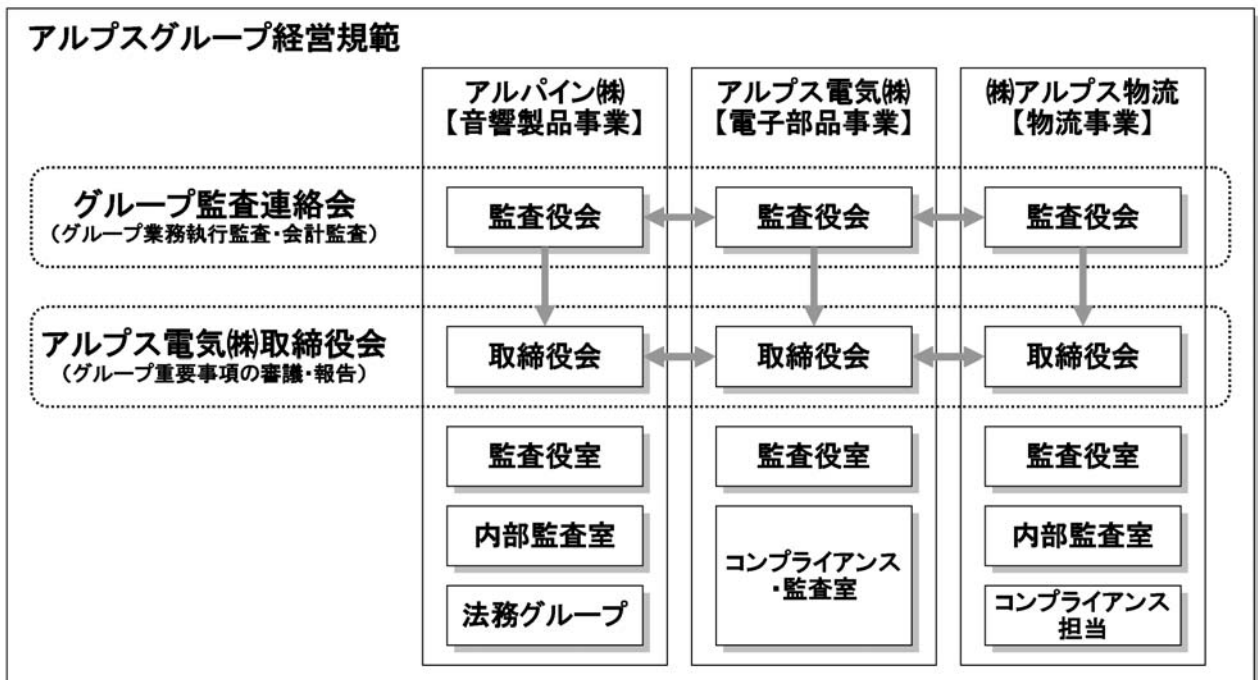 アルプスグループ経営規範
アルパイン㈱
【音響製品事業】
アルプス電気㈱
【電子部品事業】
㈱アルプス物流
【物流事業】
グループ監査連絡会
（グループ業務執行監査・会計監査）
監査役会
監査役会
監査役会
アルプス電気㈱取締役会
（グループ重要事項の審議・報告）
取締役会
取締役会
取締役会
監査役室
監査役室
監査役室
内部監査室
コンプライアンス
・監査室
内部監査室
法務グループ
コンプライアンス
担当